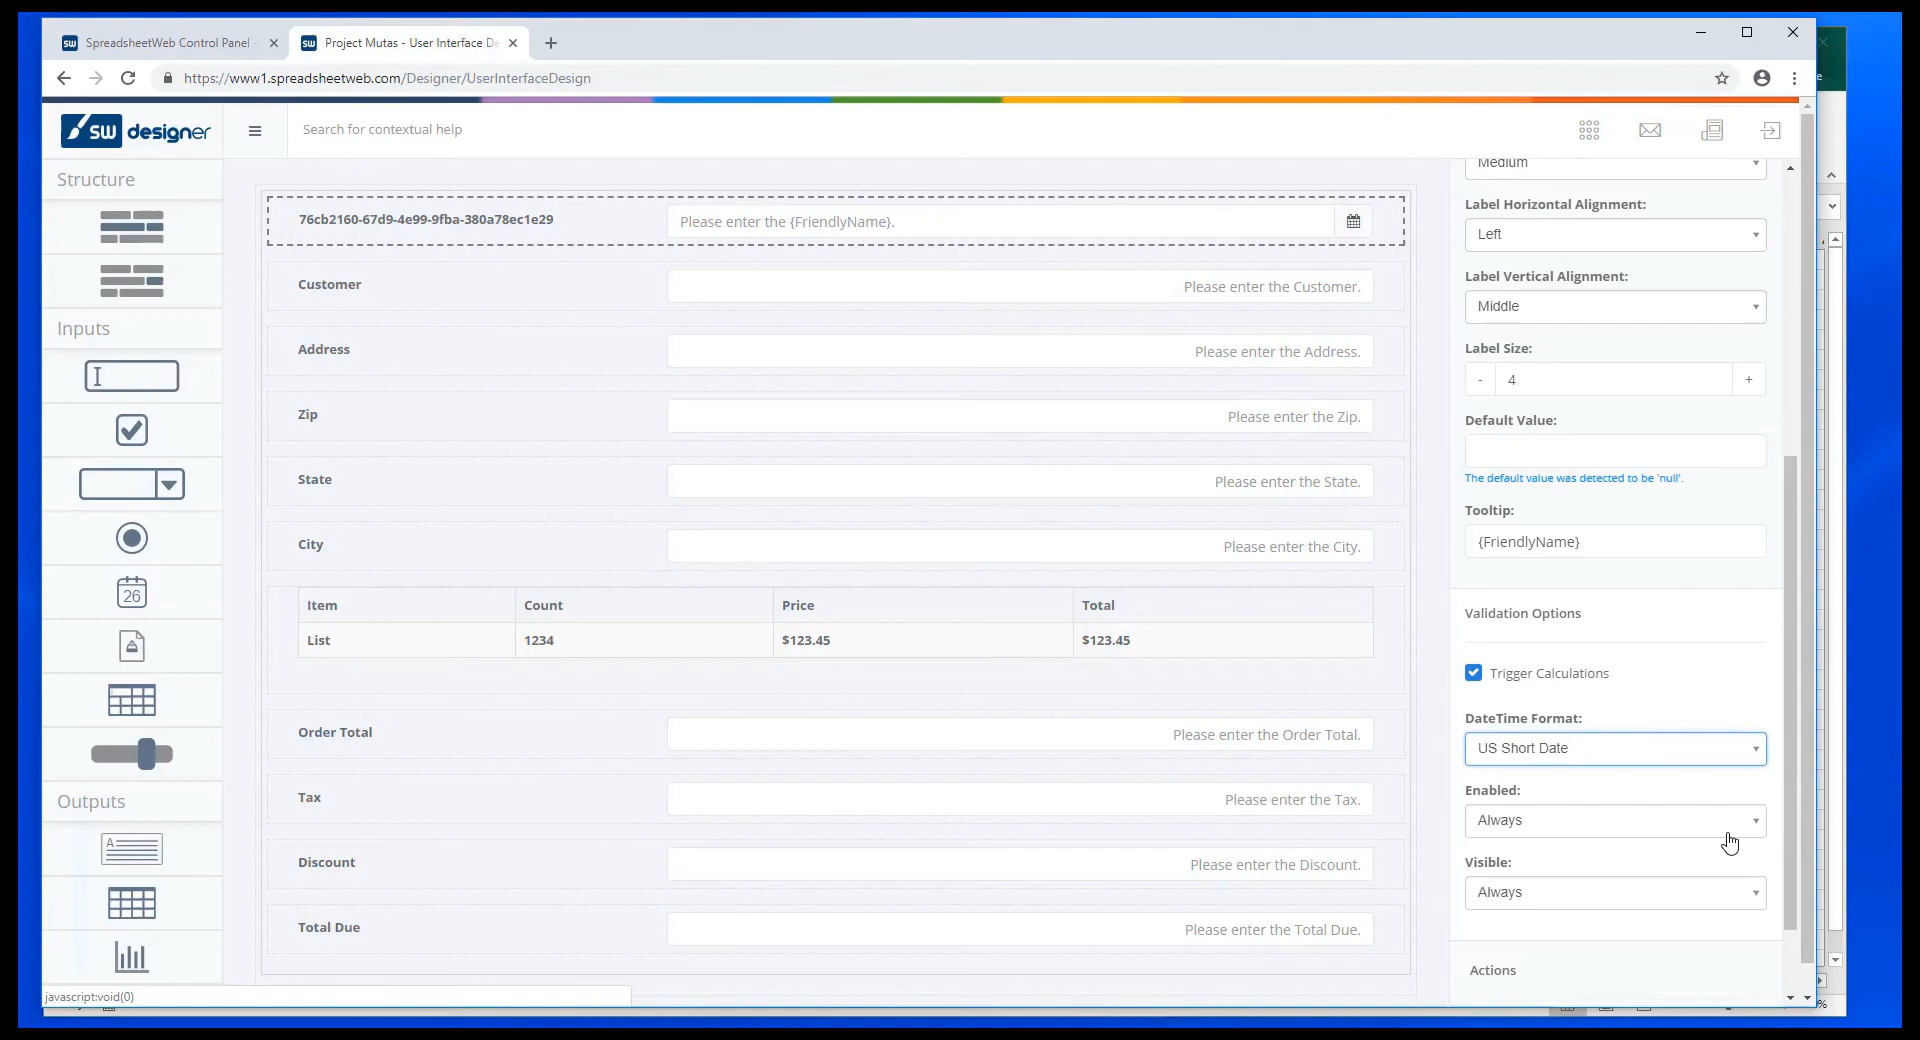 SpreadsheetWeb Control Panel -
Project Mutas - User Interface De
https://www1.spreadsheetweb.com/Designer/UserInterfaceDesign
SW designer
Search for contextual help
Structure
Inputs
26
Outputs
A
76cb2160-67d9-4e99-9fba-380a78ec1e29
Please enter the {FriendlyName}.
Customer
Please enter the Customer.
Address
Please enter the Address.
Zip
Please enter the Zip.
State
Please enter the State.
City
Please enter the City.
Item Count Price Total
List 1234 $123.45 $123.45
Order Total
Please enter the Order Total.
Tax
Please enter the Tax.
Discount
Please enter the Discount.
Total Due
Please enter the Total Due.
Medium
Label Horizontal Alignment:
Left
Label Vertical Alignment:
Middle
Label Size:
- 4 +
Default Value:
The default value was detected to be 'null'.
Tooltip:
{FriendlyName}
Validation Options
Trigger Calculations
DateTime Format:
US Short Date
Enabled:
Always
Visible:
Always
Actions
javascript:void(0)